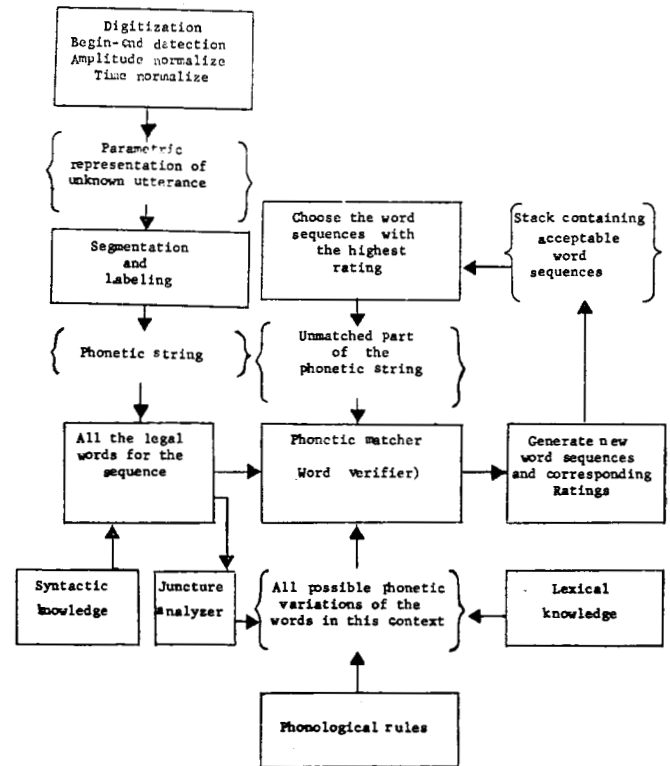 Digitization
Begin-end detection
Amplitude normalize
Time normalize
Parametric
representation of
unknown utterance
Segmentation
and
Labeling
Phonetic string
Choose the word
sequences with
the highest
rating
Stack containing
acceptable
word
sequences
Unmatched part
of the
phonetic string
All the legal
words for the
sequence
Phonetic matcher
Word verifier)
Generate new
word sequences
and corresponding
Ratings
Syntactic
knowledge
Juncture
analyzer
All possible phonetic
variations of the
words in this context
Lexical
knowledge
Phonological rules